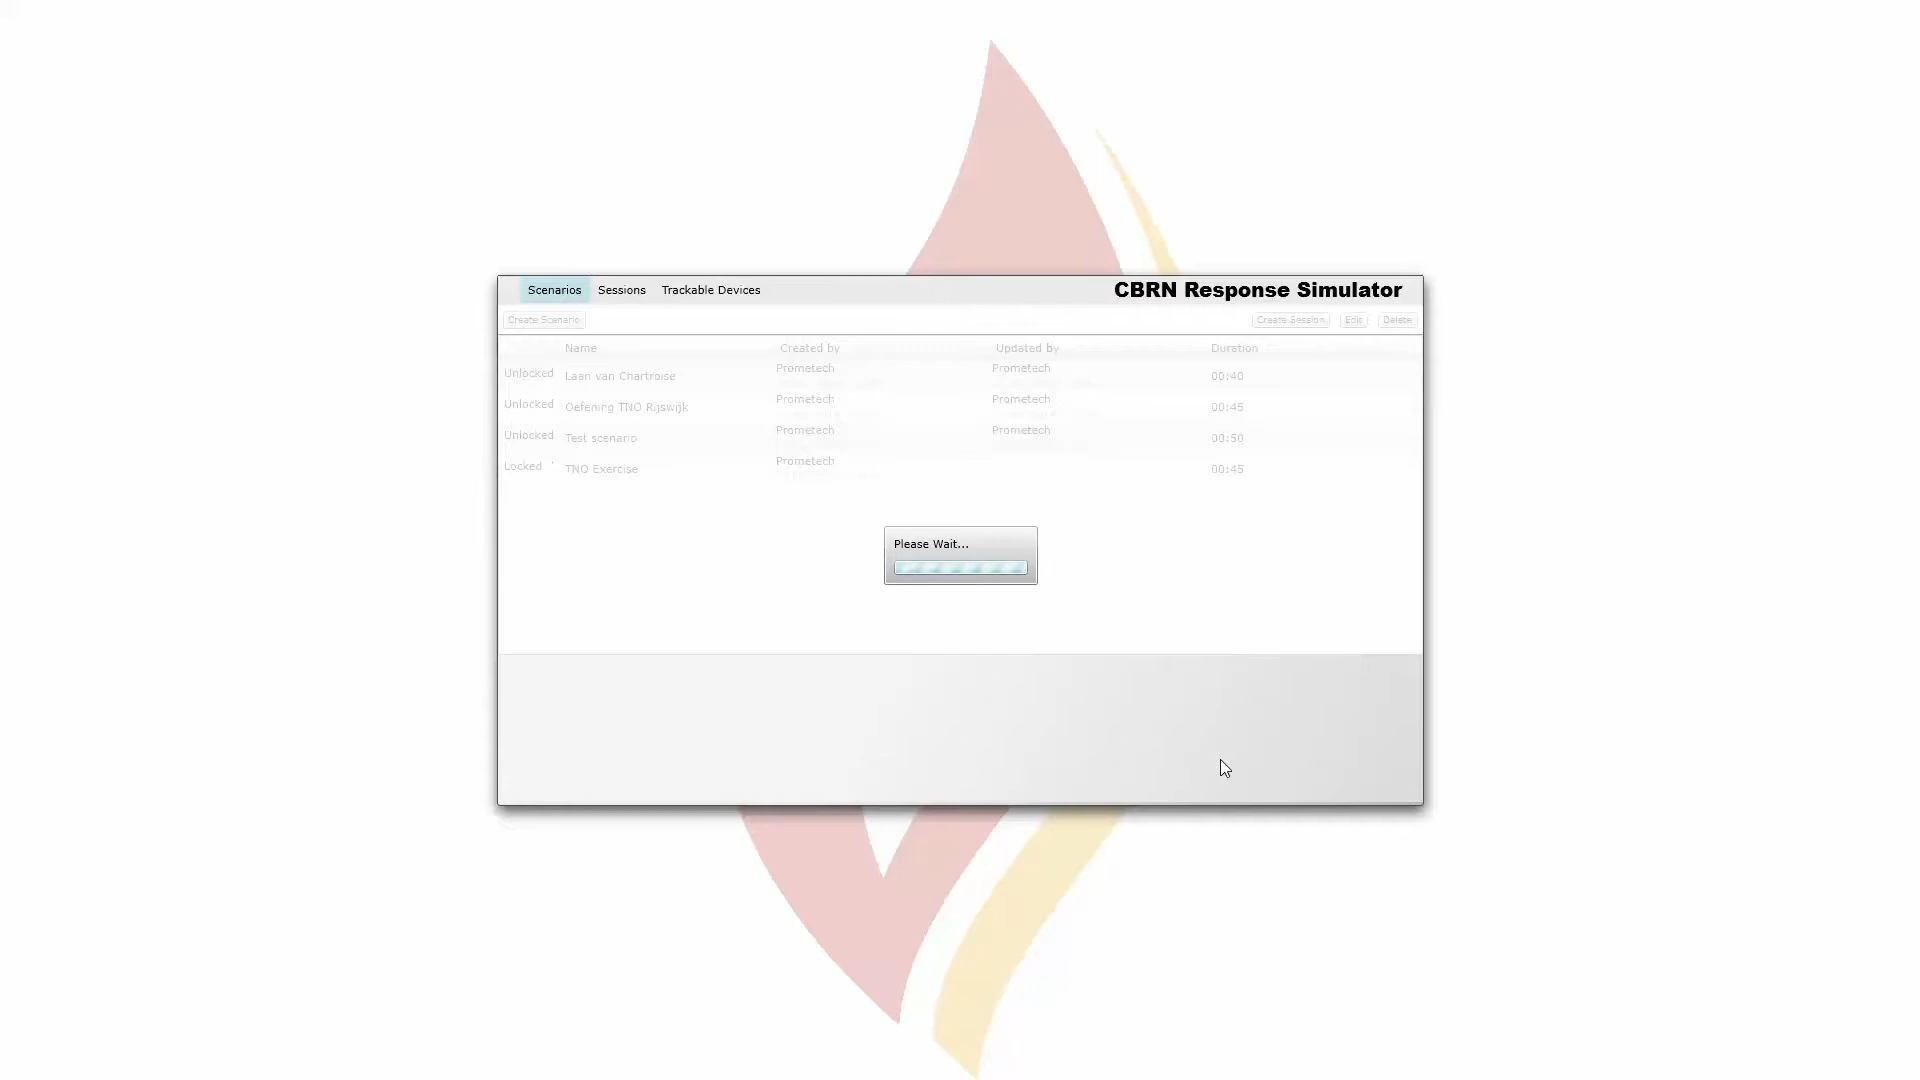 Scenarios Sessions Trackable Devices CBRN Response Simulator
Create Scenario Create Session Edit Delete
Name Created by Updated by Duration
Unlocked Laan van Chartroise Prometech Prometech 00:40
Unlocked Oefening TNO Rijswijk Prometech Prometech 00:45
Unlocked Test scenario Prometech Prometech 00:50
Locked TNO Exercise Prometech 00:45
Please Wait...